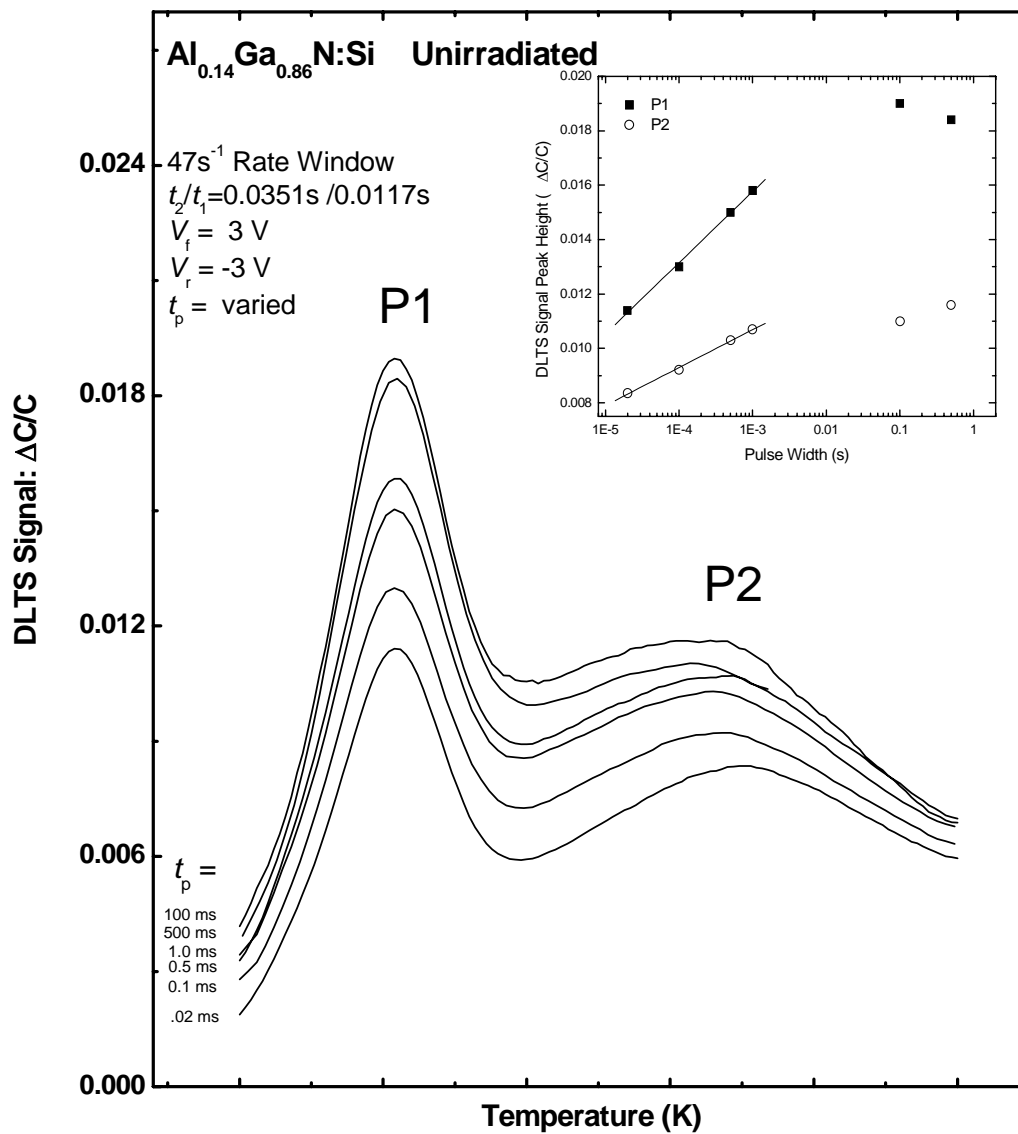 Al0.14Ga0.86N:Si Unirradiated
47s-1 Rate Window
t2/t1=0.0351s /0.0117s
Vf = 3 V
Vr = -3 V
tp = varied
P1
P2
DLTS Signal: ΔC/C
0.024
0.018
0.012
0.006
0.000
tp =
100 ms
500 ms
1.0 ms
0.5 ms
0.1 ms
.02 ms
Temperature (K)
DLTS Signal Peak Height ( ΔC/C)
0.020
0.018
0.016
0.014
0.012
0.010
0.008
P1
P2
1E-5 1E-4 1E-3 0.01 0.1 1
Pulse Width (s)